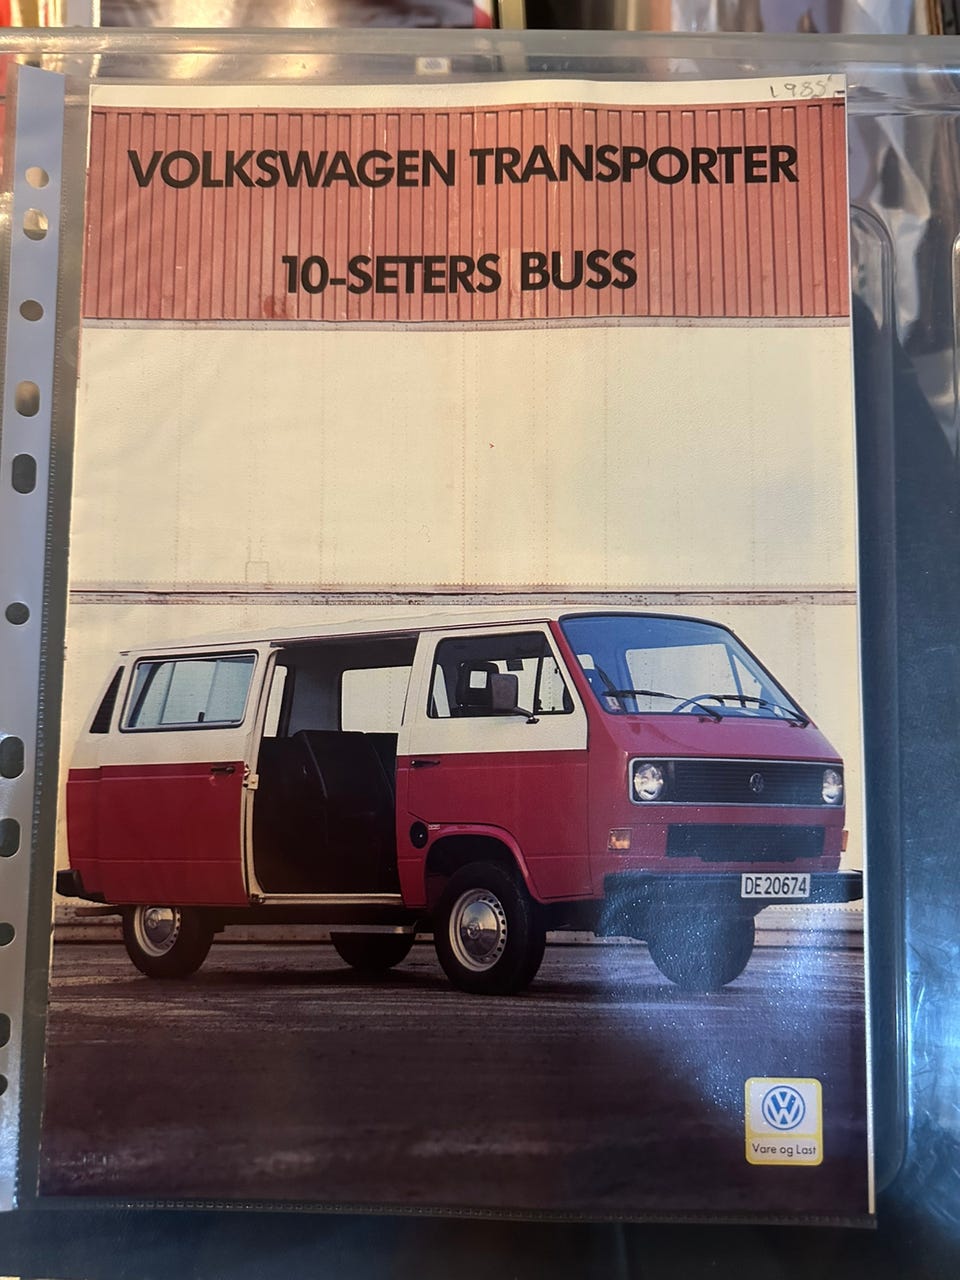 1985
VOLKSWAGEN TRANSPORTER
10-SETERS BUSS
DE 20674
Vare og Last